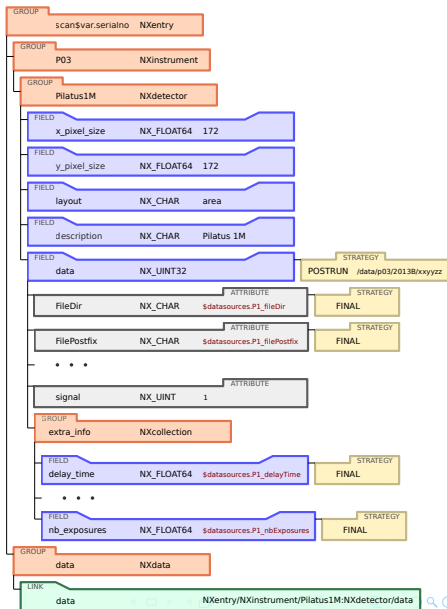 GROUP
scan$var.serialno NXentry
GROUP
P03 NXinstrument
GROUP
Pilatus1M NXdetector
FIELD
x_pixel_size NX_FLOAT64 172
FIELD
y_pixel_size NX_FLOAT64 172
FIELD
layout NX_CHAR area
FIELD
description NX_CHAR Pilatus 1M
FIELD STRATEGY
data NX_UINT32 POSTRUN /data/p03/2013B/xxyyzz
ATTRIBUTE STRATEGY
FileDir NX_CHAR $datasources.P1_fileDir FINAL
ATTRIBUTE STRATEGY
FilePostfix NX_CHAR $datasources.P1_filePostfix FINAL
• • •
ATTRIBUTE
signal NX_UINT 1
GROUP
extra_info NXcollection
FIELD STRATEGY
delay_time NX_FLOAT64 $datasources.P1_delayTime FINAL
• • •
FIELD STRATEGY
nb_exposures NX_FLOAT64 $datasources.P1_nbExposures FINAL
GROUP
data NXdata
LINK
data NXentry/NXinstrument/Pilatus1M:NXdetector/data